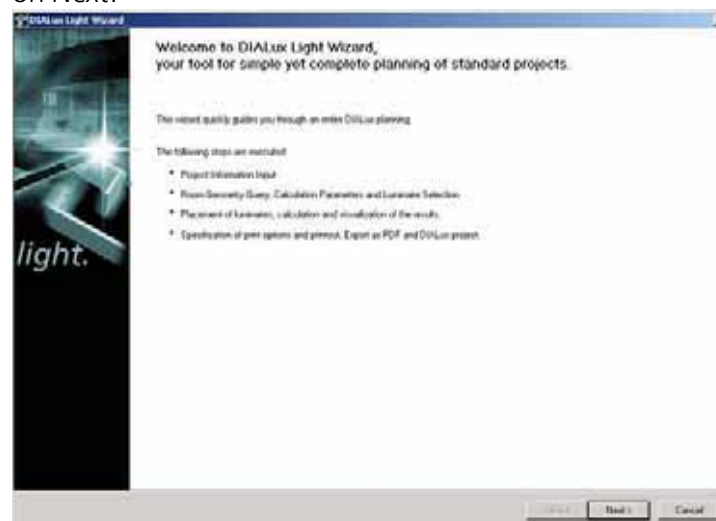 on Next.
DIALux Light Wizard
Welcome to DIALux Light Wizard,
your tool for simple yet complete planning of standard projects.
This wizard quickly guides you through an entire DIALux planning.
The following steps are executed:
* Project Information Input
* Room Geometry Query, Calculation Parameters and Luminaire Selection
* Placement of luminaires, calculation and visualization of the results.
* Specification of print options and printout. Export as PDF and DIALux project.
light.
Next >
Cancel